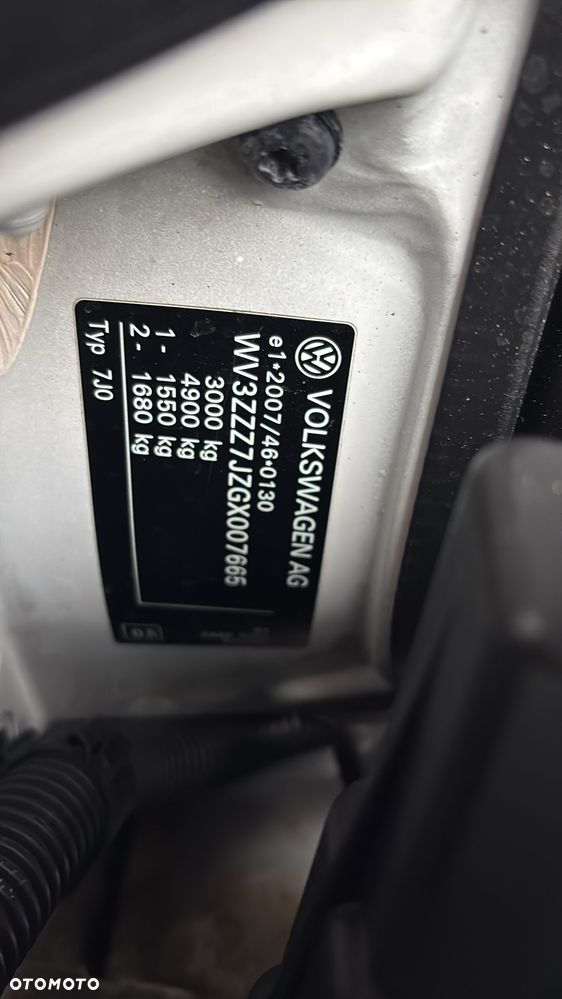 VOLKSWAGEN AG
e1*2007/46*0130
WV3ZZZ7JZGX007665
3000 kg
4900 kg
1- 1550 kg
2- 1680 kg
Typ 7J0
OTOMOTO